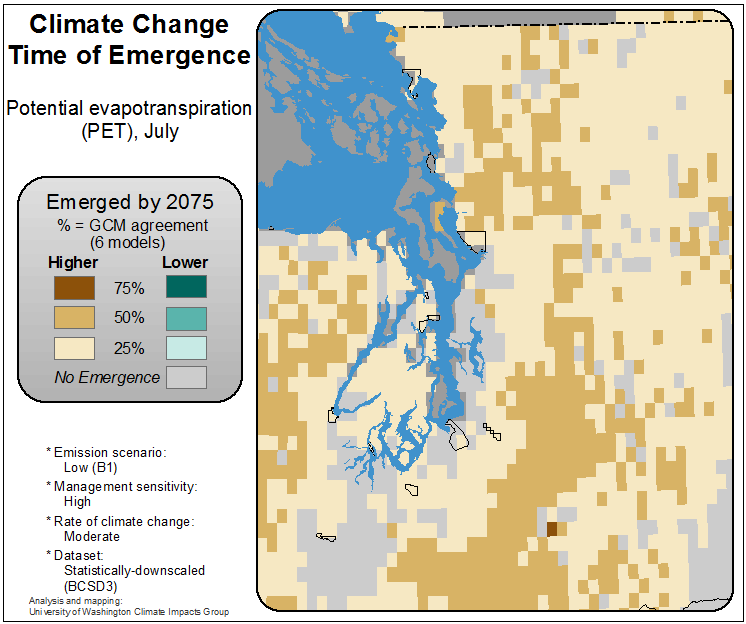 Climate Change
Time of Emergence
Potential evapotranspiration
(PET), July
Emerged by 2075
% = GCM agreement
(6 models)
Higher Lower
75%
50%
25%
No Emergence
* Emission scenario:
Low (B1)
* Management sensitivity:
High
* Rate of climate change:
Moderate
* Dataset:
Statistically-downscaled
(BCSD3)
Analysis and mapping:
University of Washington Climate Impacts Group